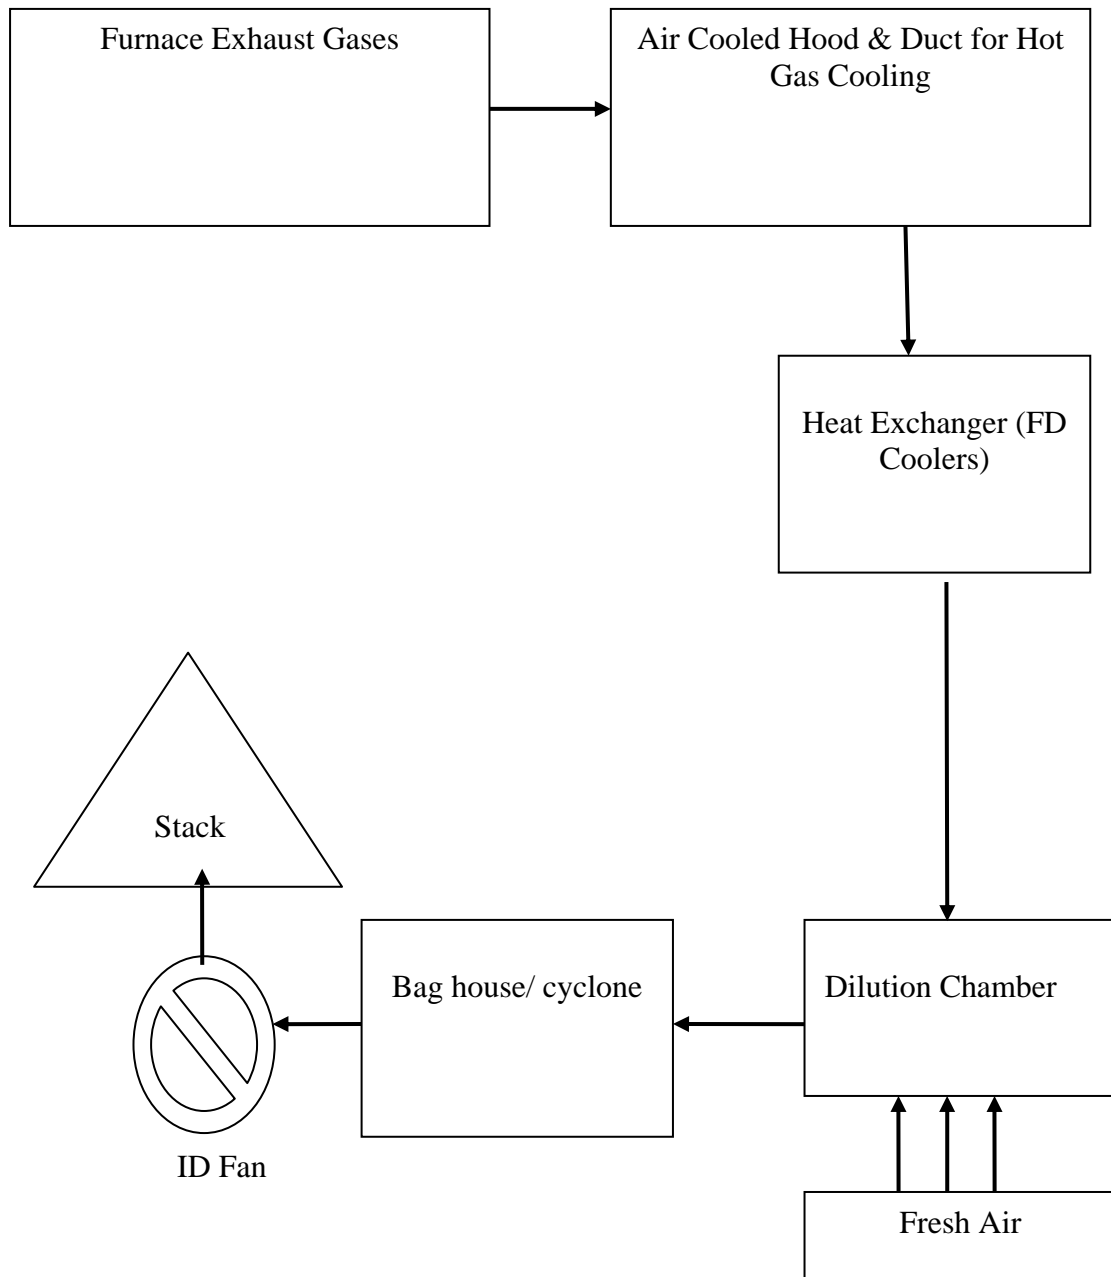 Furnace Exhaust Gases
Air Cooled Hood & Duct for Hot
Gas Cooling
Heat Exchanger (FD
Coolers)
Stack
Bag house/ cyclone
Dilution Chamber
ID Fan
Fresh Air